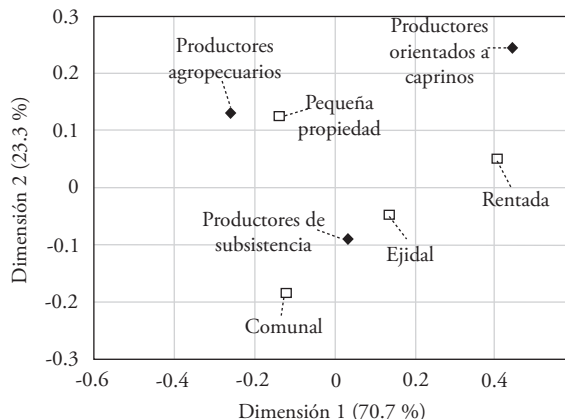 0.3
0.2
0.1
0
-0.1
-0.2
-0.3
Dimensión 2 (23.3 %)
Productores
agropecuarios
Productores
orientados a
caprinos
Pequeña
propiedad
Rentada
Productores de
subsistencia
Ejidal
Comunal
-0.6
-0.4
-0.2
0
0.2
0.4
Dimensión 1 (70.7 %)